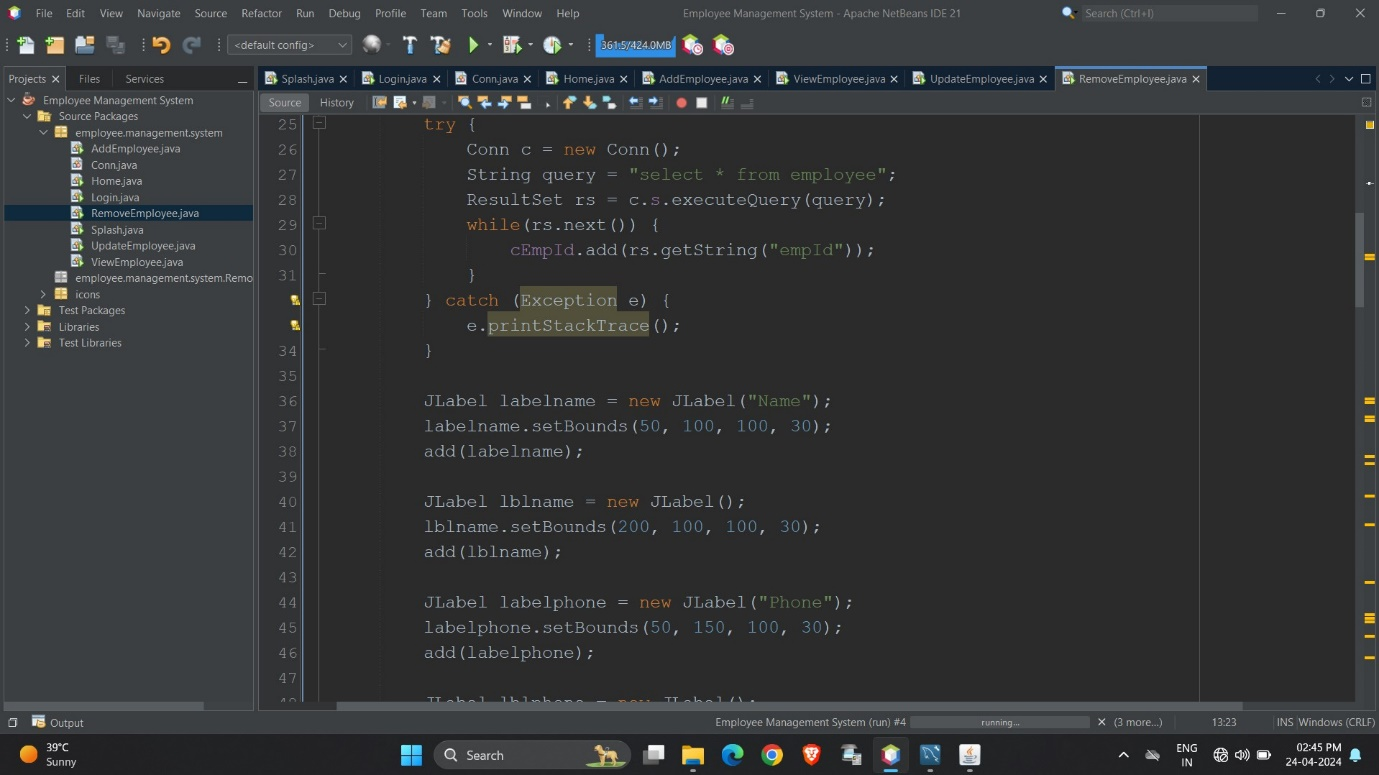 File Edit View Navigate Source Refactor Run Debug Profile Team Tools Window Help
Employee Management System - Apache NetBeans IDE 21
Search (Ctrl+I)
<default config>
361.5/424.0MB
Projects
Files
Services
Splash.java
Login.java
Conn.java
Home.java
AddEmployee.java
ViewEmployee.java
UpdateEmployee.java
RemoveEmployee.java
Source
History
Employee Management System
Source Packages
employee.management.system
AddEmployee.java
Conn.java
Home.java
Login.java
RemoveEmployee.java
Splash.java
UpdateEmployee.java
ViewEmployee.java
employee.management.system.Remo
icons
Test Packages
Libraries
Test Libraries
25 try {
26 Conn c = new Conn();
27 String query = "select * from employee";
28 ResultSet rs = c.s.executeQuery(query);
29 while(rs.next()) {
30 cEmpId.add(rs.getString("empId"));
31 }
} catch (Exception e) {
e.printStackTrace();
34 }
35
36 JLabel labelname = new JLabel("Name");
37 labelname.setBounds(50, 100, 100, 30);
38 add(labelname);
39
40 JLabel lblname = new JLabel();
41 lblname.setBounds(200, 100, 100, 30);
42 add(lblname);
43
44 JLabel labelphone = new JLabel("Phone");
45 labelphone.setBounds(50, 150, 100, 30);
46 add(labelphone);
47
Output
Employee Management System (run) #4
running...
(3 more...)
13:23
INS
Windows (CRLF)
39°C
Sunny
Search
ENG
IN
02:45 PM
24-04-2024